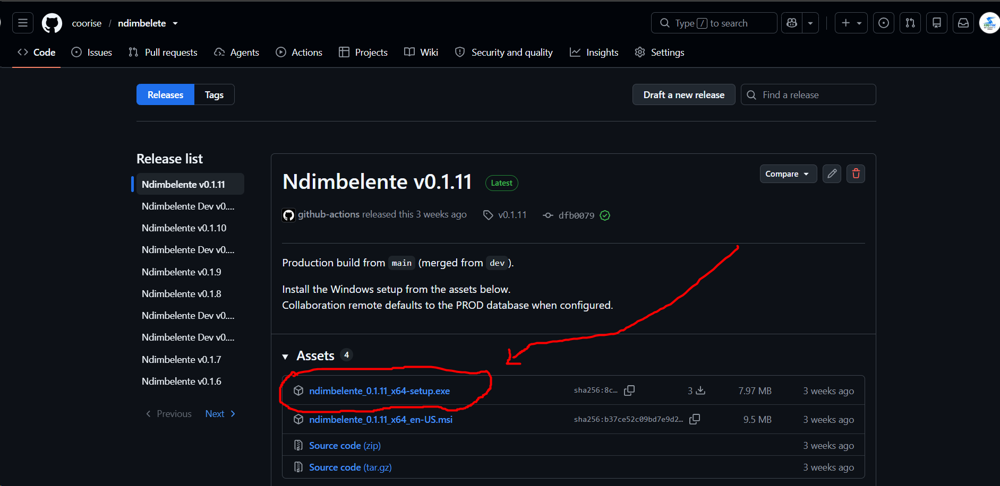 coorise / ndimbelete
Type / to search
Code Issues Pull requests Agents Actions Projects Wiki Security and quality Insights Settings
Releases Tags
Draft a new release
Find a release
Release list
Ndimbelente v0.1.11
Ndimbelente Dev v0....
Ndimbelente v0.1.10
Ndimbelente Dev v0....
Ndimbelente v0.1.9
Ndimbelente v0.1.8
Ndimbelente Dev v0....
Ndimbelente Dev v0....
Ndimbelente v0.1.7
Ndimbelente v0.1.6
Previous Next
Ndimbelente v0.1.11 Latest
Compare
github-actions released this 3 weeks ago v0.1.11 dfb0079
Production build from main (merged from dev).
Install the Windows setup from the assets below.
Collaboration remote defaults to the PROD database when configured.
Assets 4
ndimbelente_0.1.11_x64-setup.exe sha256:8c... 3 7.97 MB 3 weeks ago
ndimbelente_0.1.11_x64_en-US.msi sha256:b37ce52c09bd7e9d2... 9.5 MB 3 weeks ago
Source code (zip) 3 weeks ago
Source code (tar.gz) 3 weeks ago